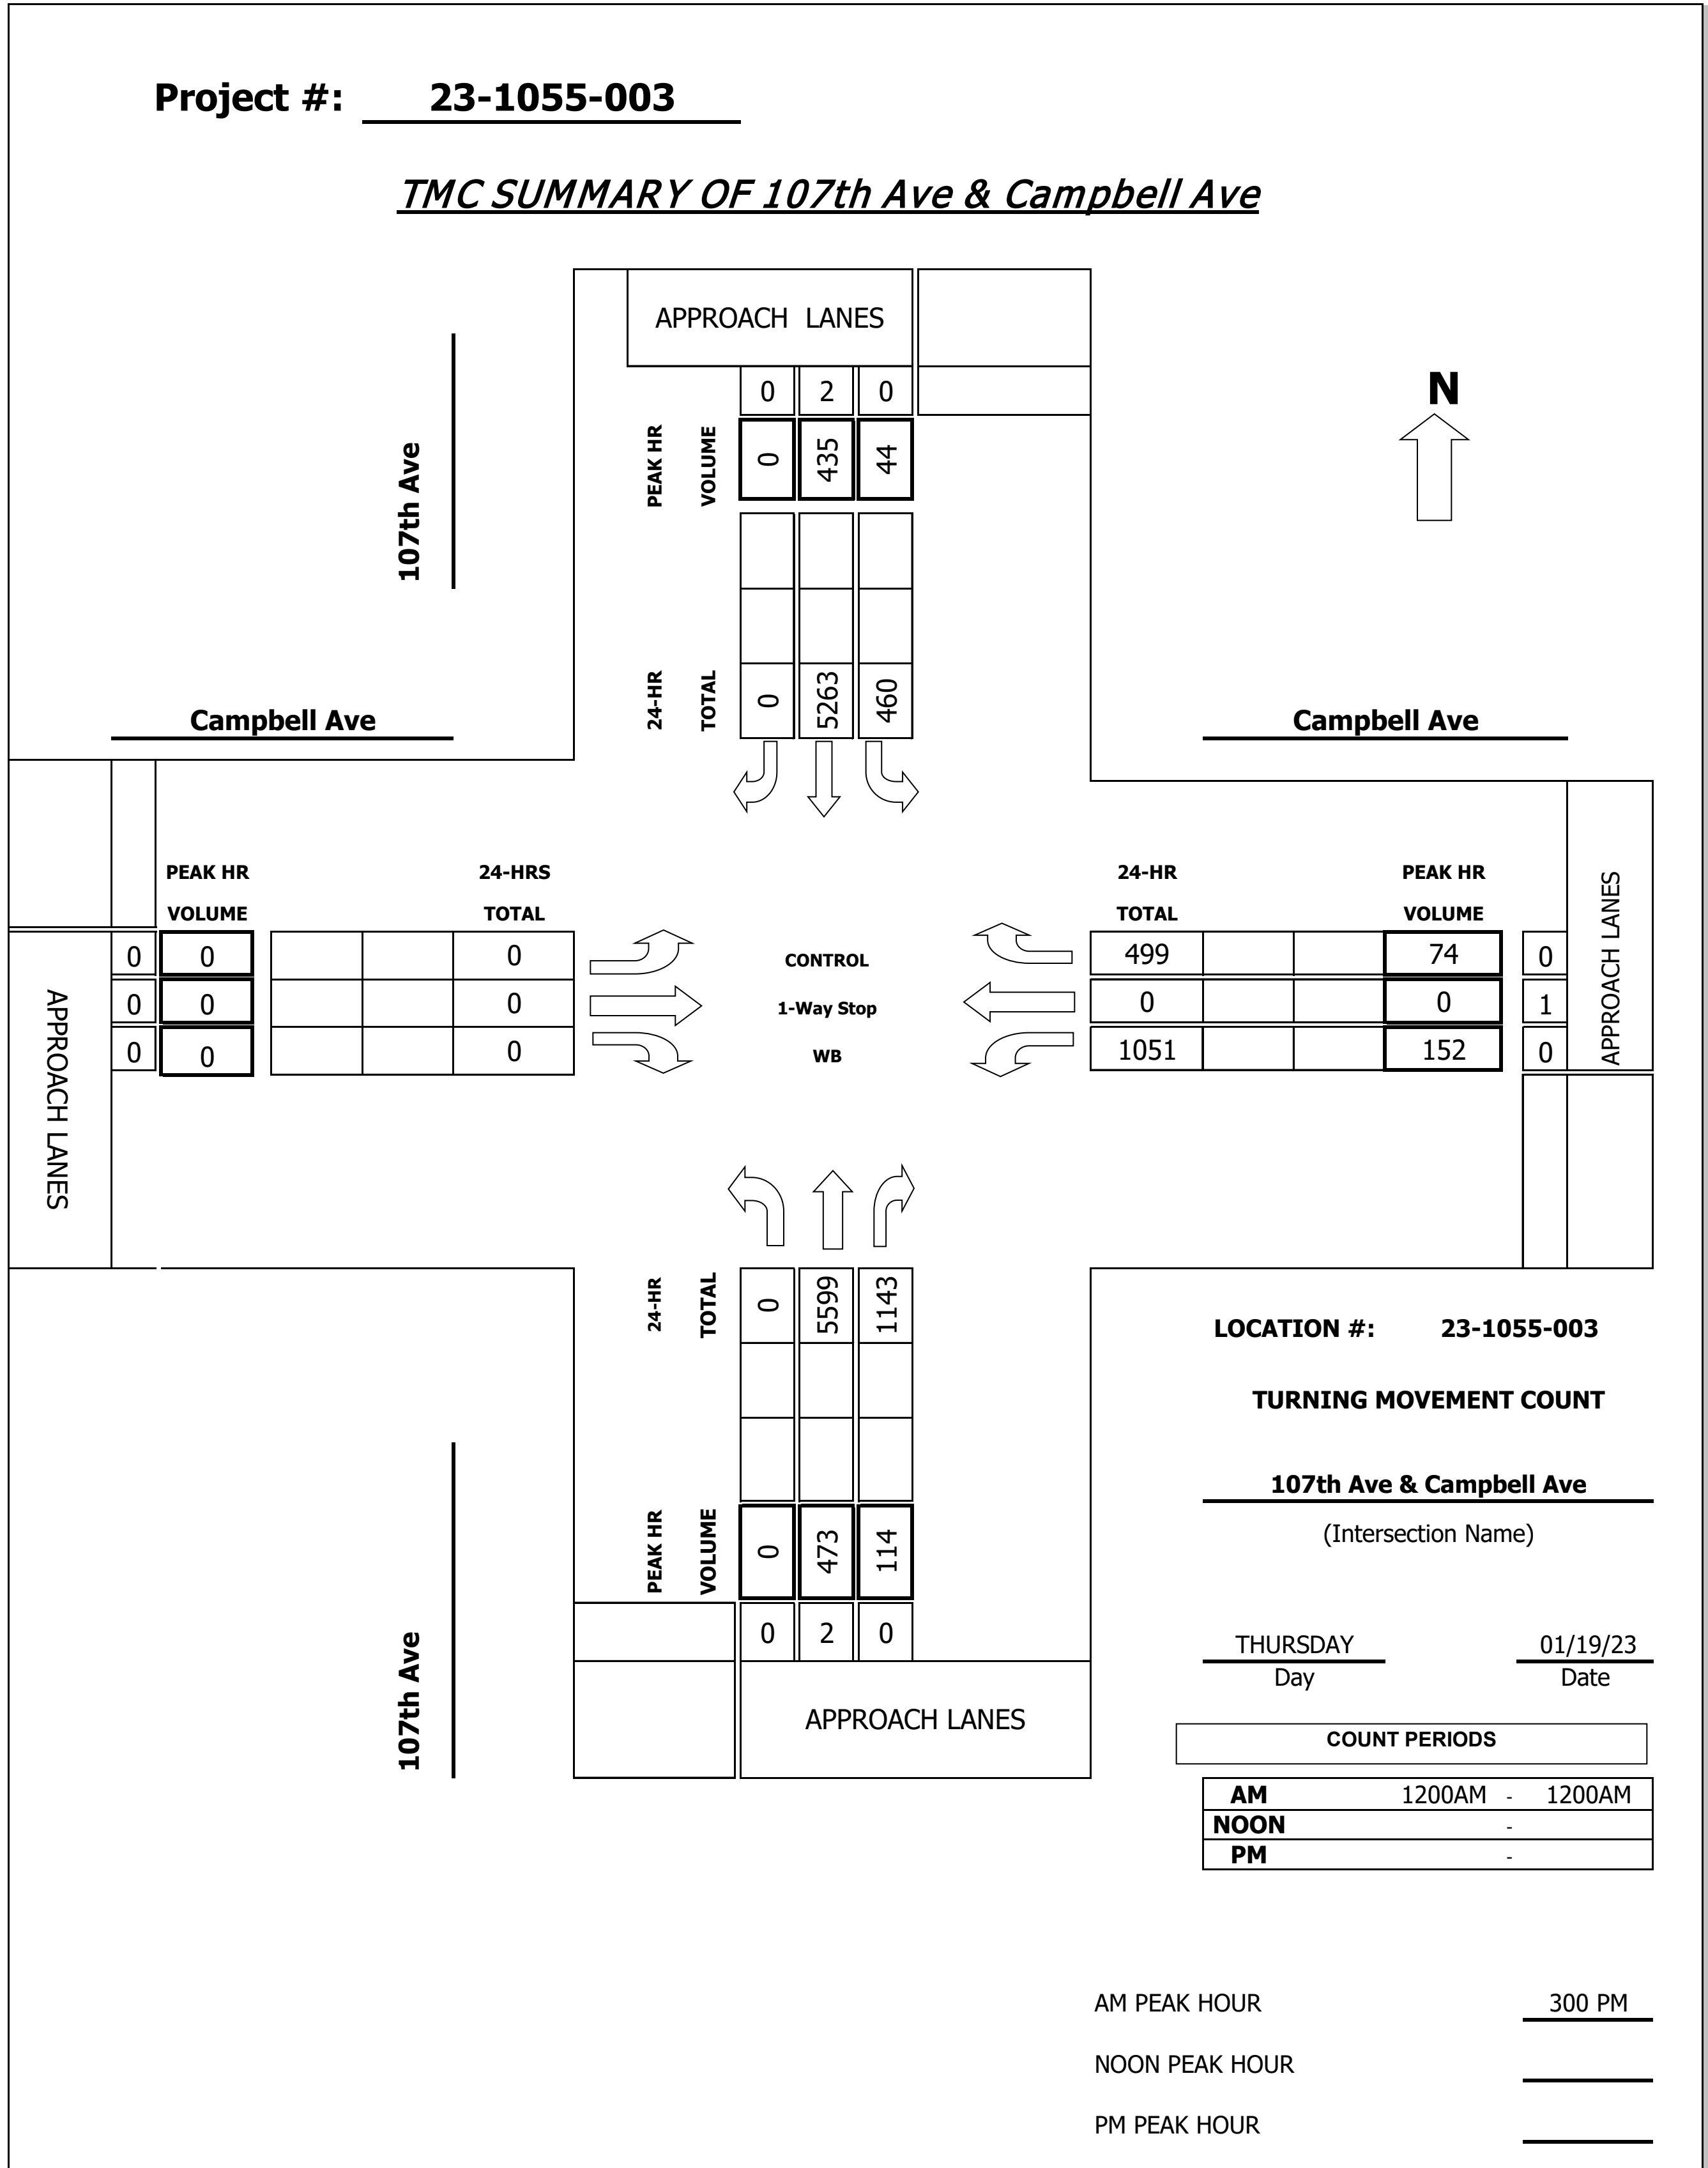 Project #: 23-1055-003
TMC SUMMARY OF 107th Ave & Campbell Ave
APPROACH LANES
0 2 0
N
107th Ave
PEAK HR
VOLUME
0 435 44
24-HR
TOTAL
0 5263 460
Campbell Ave
Campbell Ave
PEAK HR 24-HRS
VOLUME TOTAL
24-HR PEAK HR
TOTAL VOLUME
APPROACH LANES
0 0 0
0 0 0
0 0 0
CONTROL
1-Way Stop
WB
499 74 0
0 0 1
1051 152 0
APPROACH LANES
24-HR
TOTAL
0 5599 1143
107th Ave
PEAK HR
VOLUME
0 473 114
0 2 0
APPROACH LANES
LOCATION #: 23-1055-003
TURNING MOVEMENT COUNT
107th Ave & Campbell Ave
(Intersection Name)
THURSDAY 01/19/23
Day Date
COUNT PERIODS
AM 1200AM - 1200AM
NOON -
PM -
AM PEAK HOUR 300 PM
NOON PEAK HOUR
PM PEAK HOUR